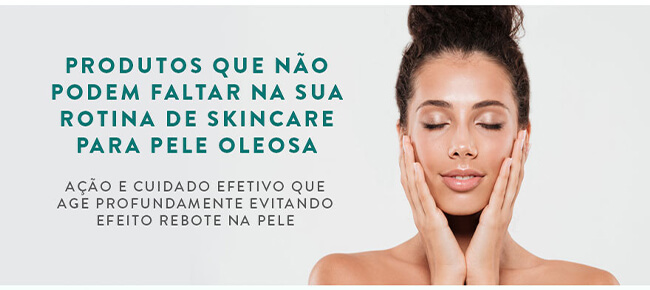 PRODUTOS QUE NÃO
PODEM FALTAR NA SUA
ROTINA DE SKINCARE
PARA PELE OLEOSA
AÇÃO E CUIDADO EFETIVO QUE
AGE PROFUNDAMENTE EVITANDO
EFEITO REBOTE NA PELE